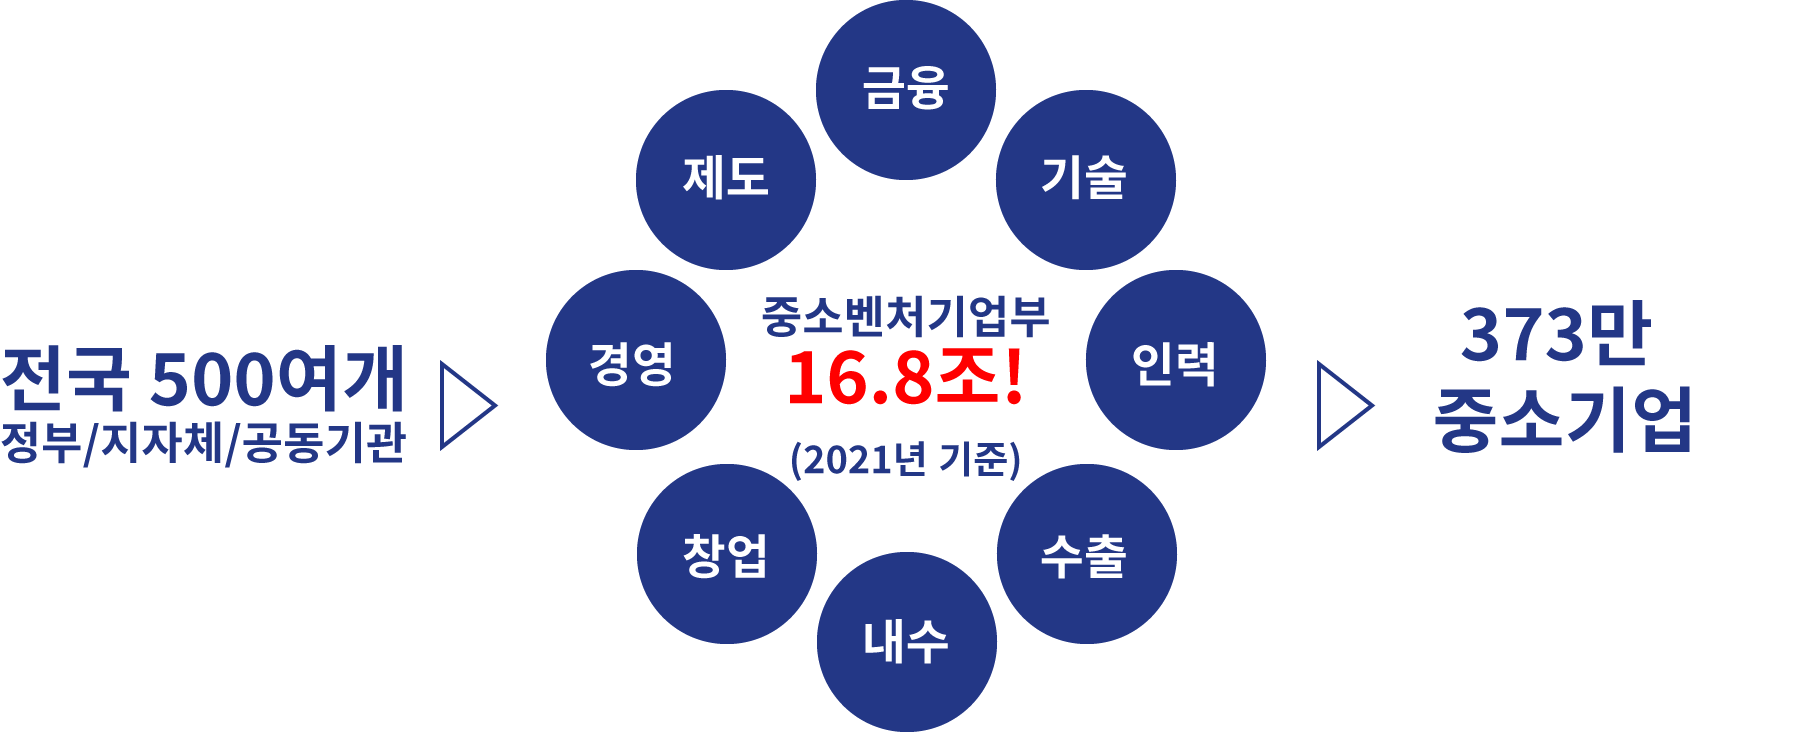 전국 500여개
정부/지자체/공동기관
금융
제도
기술
경영
중소벤처기업부
16.8조!
(2021년 기준)
인력
창업
수출
내수
373만
중소기업